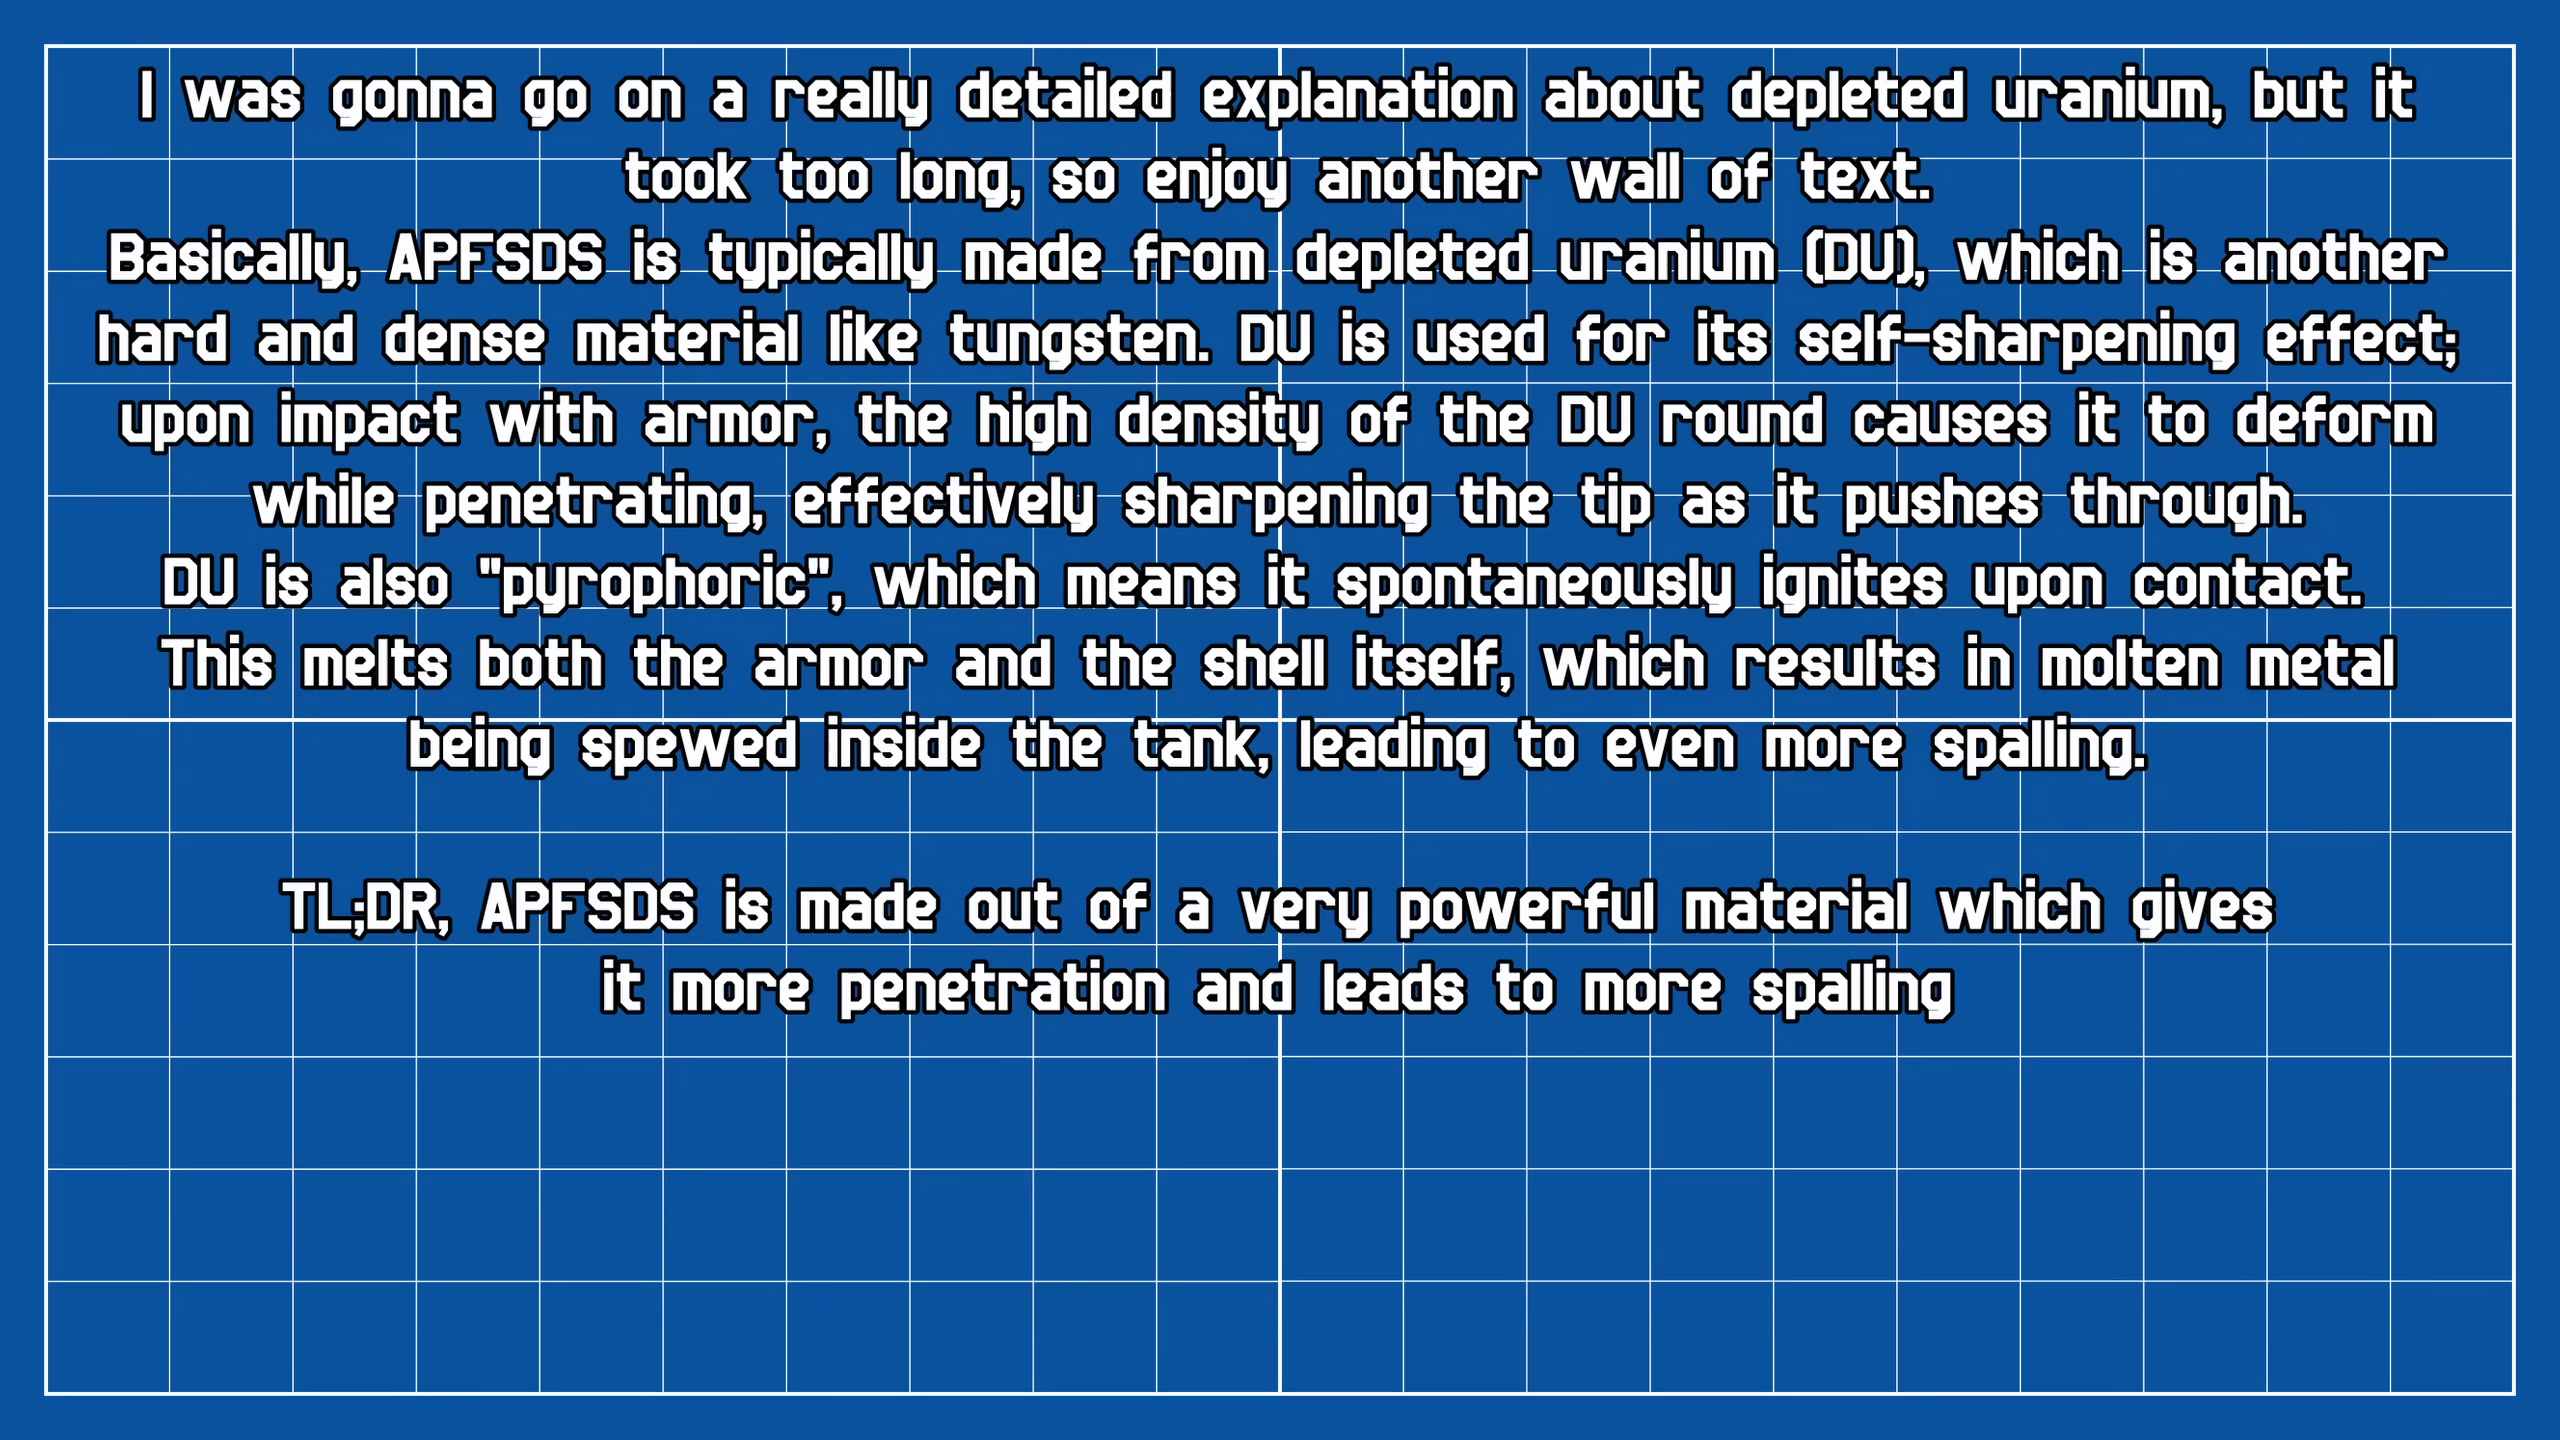 I was gonna go on a really detailed explanation about depleted uranium, but it
took too long, so enjoy another wall of text.
Basically, APFSDS is typically made from depleted uranium (DU), which is another
hard and dense material like tungsten. DU is used for its self-sharpening effect;
upon impact with armor, the high density of the DU round causes it to deform
while penetrating, effectively sharpening the tip as it pushes through.
DU is also "pyrophoric", which means it spontaneously ignites upon contact.
This melts both the armor and the shell itself, which results in molten metal
being spewed inside the tank, leading to even more spalling.
TL;DR, APFSDS is made out of a very powerful material which gives
it more penetration and leads to more spalling